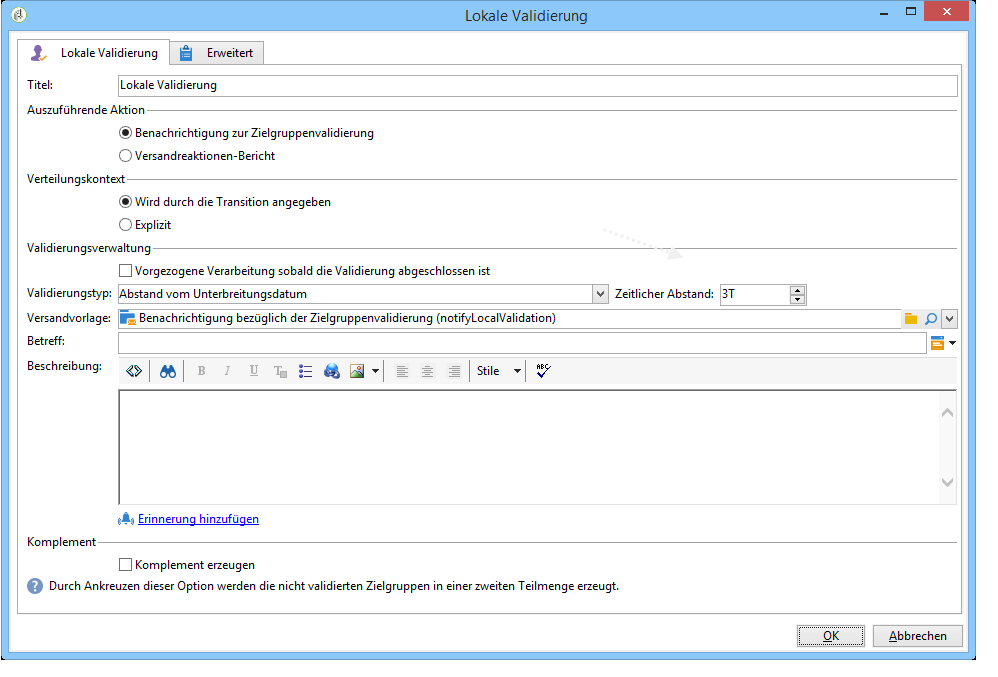 Lokale Validierung
Lokale Validierung Erweitert
Titel: Lokale Validierung
Auszuführende Aktion
Benachrichtigung zur Zielgruppenvalidierung
Versandreaktionen-Bericht
Verteilungskontext
Wird durch die Transition angegeben
Explizit
Validierungsverwaltung
Vorgezogene Verarbeitung sobald die Validierung abgeschlossen ist
Validierungstyp: Abstand vom Unterbreitungsdatum Zeitlicher Abstand: 3T
Versandvorlage: Benachrichtigung bezüglich der Zielgruppenvalidierung (notifyLocalValidation)
Betreff:
Beschreibung: B I U T Stile ABC
Erinnerung hinzufügen
Komplement
Komplement erzeugen
? Durch Ankreuzen dieser Option werden die nicht validierten Zielgruppen in einer zweiten Teilmenge erzeugt.
OK Abbrechen